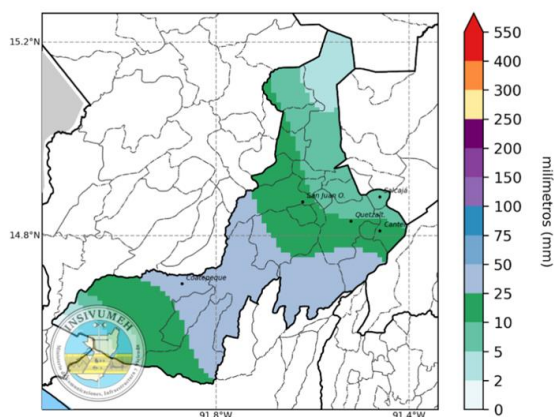 15.2°N
14.8°N
91.8°W
91.4°W
Salcajá
San Juan O.
Quetzalt.
Cantel
Coatepeque
INSIVUMEH
550
400
300
250
200
150
100
75
50
25
10
5
2
0
milímetros (mm)